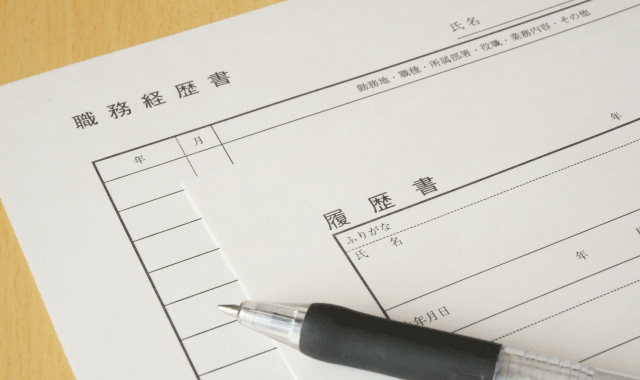 職務経歴書
氏名
年 月 勤務地・職種・所属部署・役職・業務内容・その他
履歴書
年
ふりがな
氏名
年月日
年 月